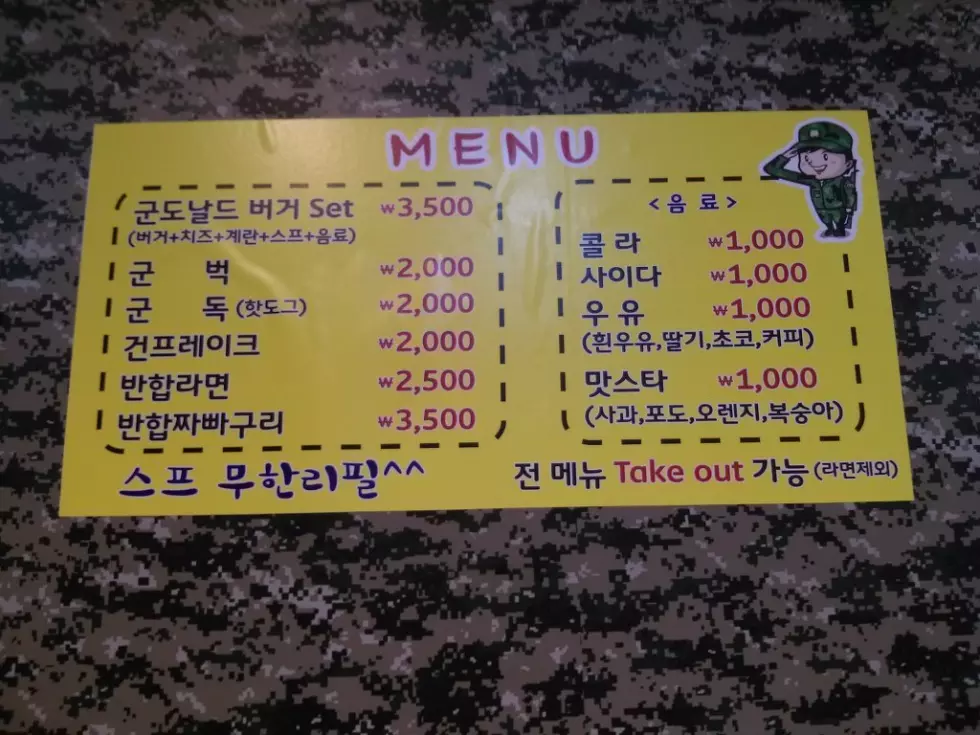 MENU
군도날드 버거 Set ₩3,500
(버거+치즈+계란+스프+음료)
군 벅 ₩2,000
군 독 (핫도그) ₩2,000
건프레이크 ₩2,000
반합라면 ₩2,500
반합짜빠구리 ₩3,500
스프 무한리필^^
<음 료>
콜 라 ₩1,000
사이다 ₩1,000
우 유 ₩1,000
(흰우유,딸기,초코,커피)
맛스타 ₩1,000
(사과,포도,오렌지,복숭아)
전 메뉴 Take out 가능 (라면제외)